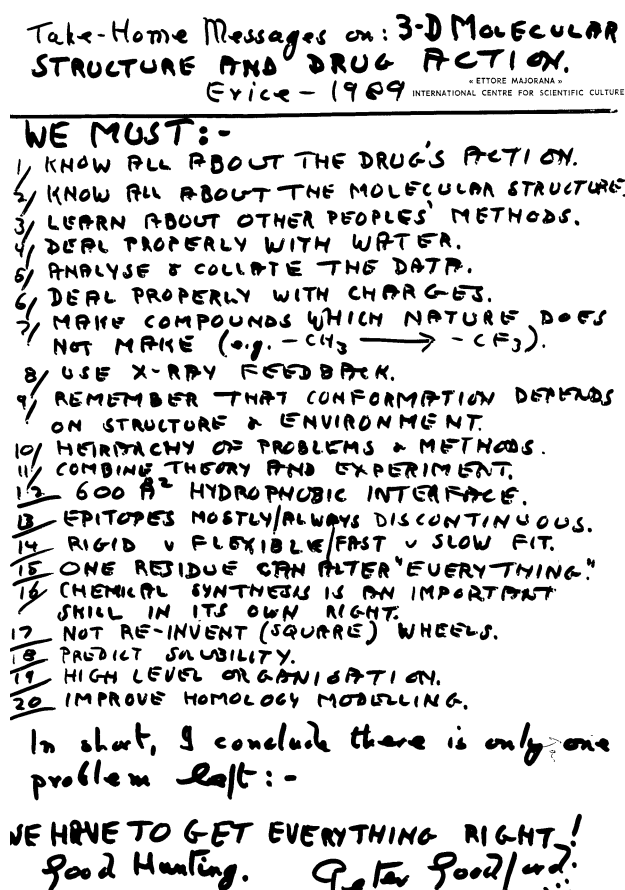 Take-Home Messages on: 3-D MOLECULAR
STRUCTURE AND DRUG ACTION.
« ETTORE MAJORANA »
Erice - 1989 INTERNATIONAL CENTRE FOR SCIENTIFIC CULTURE
WE MUST:-
1/ KNOW ALL ABOUT THE DRUG'S ACTION.
2/ KNOW ALL ABOUT THE MOLECULAR STRUCTURE.
3/ LEARN ABOUT OTHER PEOPLES' METHODS.
4/ DEAL PROPERLY WITH WATER.
5/ ANALYSE & COLLATE THE DATA.
6/ DEAL PROPERLY WITH CHARGES.
7/ MAKE COMPOUNDS WHICH NATURE DOES
NOT MAKE (e.g. -CH₃ ⟶ -CF₃).
8/ USE X-RAY FEEDBACK.
9/ REMEMBER THAT CONFORMATION DEPENDS
ON STRUCTURE & ENVIRONMENT.
10/ HEIRARCHY OF PROBLEMS & METHODS.
11/ COMBINE THEORY AND EXPERIMENT.
12 600 Å² HYDROPHOBIC INTERFACE.
13 EPITOPES MOSTLY/ALWAYS DISCONTINUOUS.
14 RIGID v FLEXIBLE/FAST v SLOW FIT.
15 ONE RESIDUE CAN ALTER "EVERYTHING."
16 CHEMICAL SYNTHESIS IS AN IMPORTANT
SKILL IN ITS OWN RIGHT.
17 NOT RE-INVENT (SQUARE) WHEELS.
18 PREDICT SOLUBILITY.
19 HIGH LEVEL ORGANISATION.
20 IMPROVE HOMOLOGY MODELLING.
In short, I conclude there is only one
problem left:-
WE HAVE TO GET EVERYTHING RIGHT!
Good Hunting. Peter Goodford.